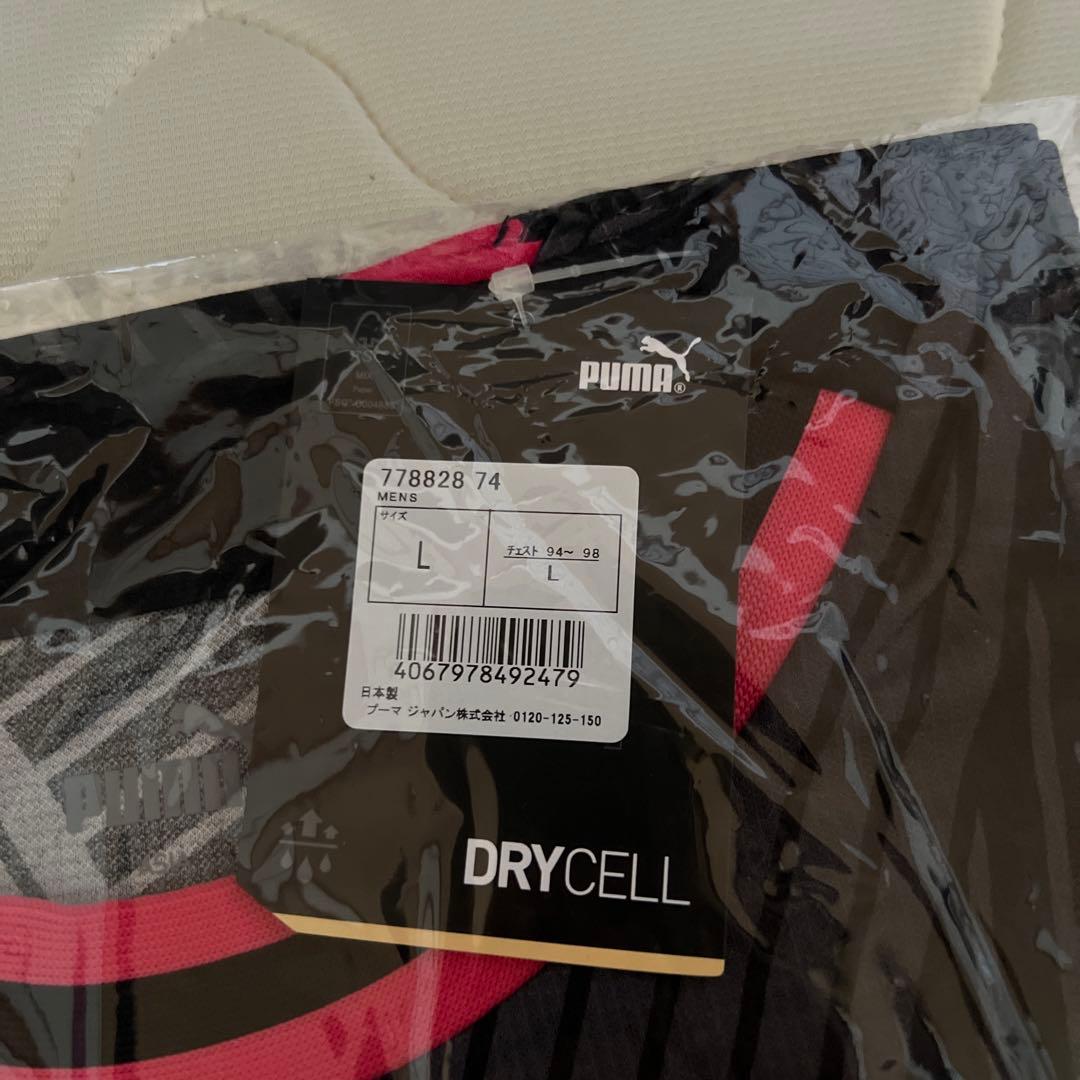 PUMA®
778828 74
MENS
サイズ
L
チェスト 94～ 98
L
4067978492479
日本製
プーマ ジャパン株式会社 0120-125-150
PUMA
DRYCELL